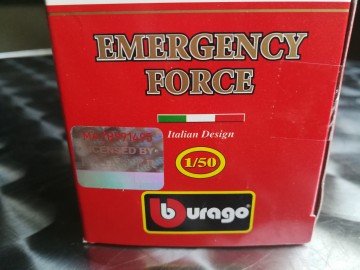 EMERGENCY
FORCE
Italian Design
1/50
burago